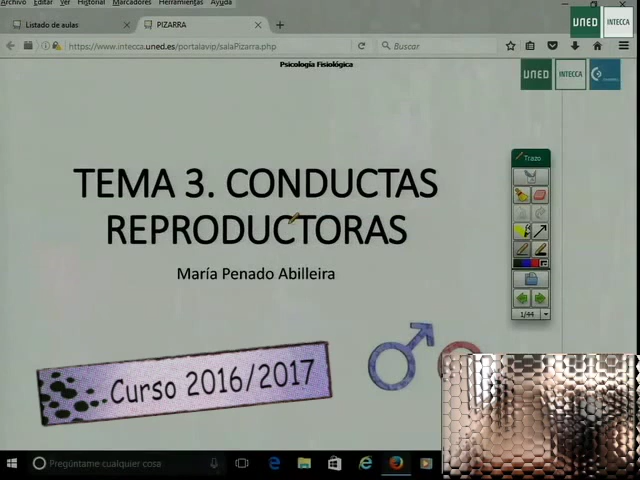 Archivo Editar Ver Historial Marcadores Herramientas Ayuda
Listado de aulas
PIZARRA
https://www.intecca.uned.es/portalavip/salaPizarra.php
Buscar
UNED INTECCA
Psicología Fisiológica
UNED INTECCA
TEMA 3. CONDUCTAS
REPRODUCTORAS
María Penado Abilleira
Trazo
1/44
Curso 2016/2017
Pregúntame cualquier cosa